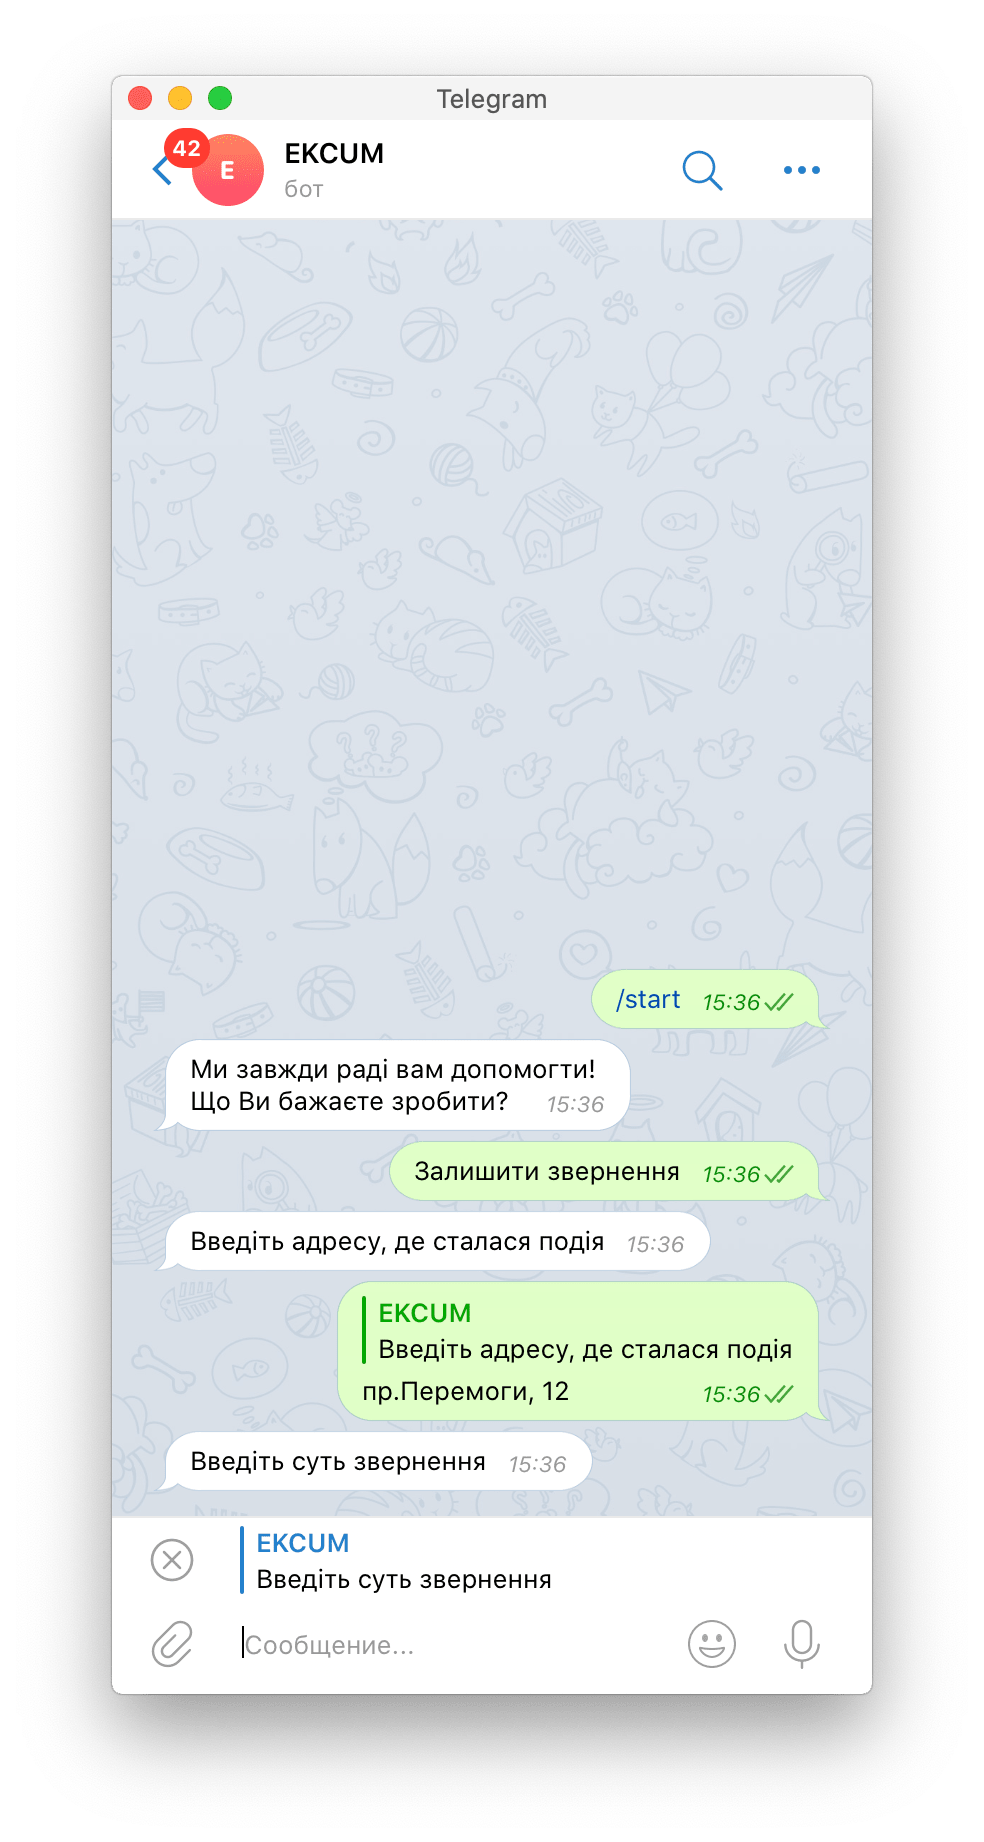 Telegram
42
E
EKCUM
бот
/start 15:36
Ми завжди раді вам допомогти!
Що Ви бажаєте зробити? 15:36
Залишити звернення 15:36
Введіть адресу, де сталася подія 15:36
EKCUM
Введіть адресу, де сталася подія
пр.Перемоги, 12 15:36
Введіть суть звернення 15:36
EKCUM
Введіть суть звернення
Сообщение...